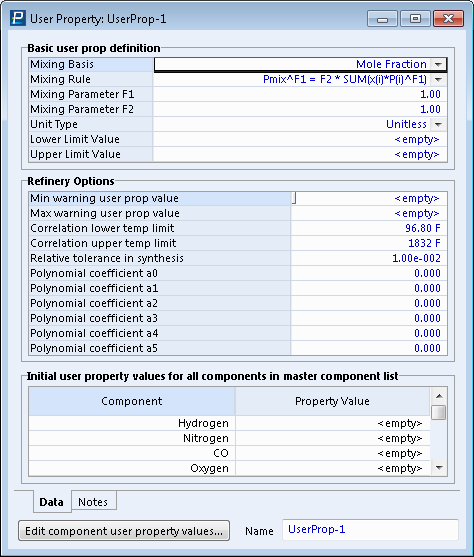 User Property: UserProp-1
Basic user prop definition
Mixing Basis Mole Fraction
Mixing Rule Pmix^F1 = F2 * SUM(x(i)*P(i)^F1)
Mixing Parameter F1 1.00
Mixing Parameter F2 1.00
Unit Type Unitless
Lower Limit Value <empty>
Upper Limit Value <empty>
Refinery Options
Min warning user prop value <empty>
Max warning user prop value <empty>
Correlation lower temp limit 96.80 F
Correlation upper temp limit 1832 F
Relative tolerance in synthesis 1.00e-002
Polynomial coefficient a0 0.000
Polynomial coefficient a1 0.000
Polynomial coefficient a2 0.000
Polynomial coefficient a3 0.000
Polynomial coefficient a4 0.000
Polynomial coefficient a5 0.000
Initial user property values for all components in master component list
Component Property Value
Hydrogen <empty>
Nitrogen <empty>
CO <empty>
Oxygen <empty>
Data Notes
Edit component user property values... Name UserProp-1